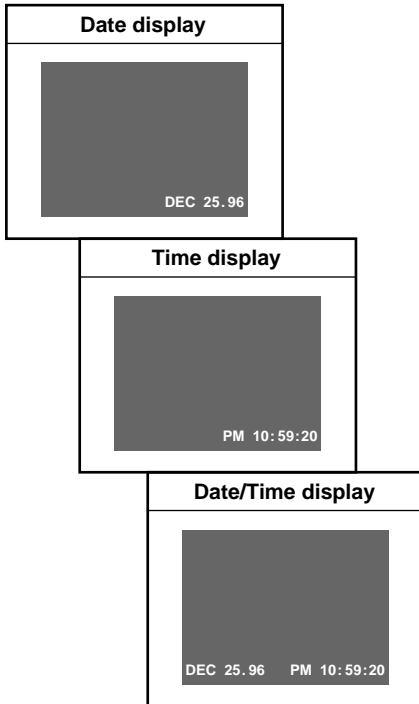 Date display
DEC 25.96
Time display
PM 10:59:20
Date/Time display
DEC 25.96 PM 10:59:20